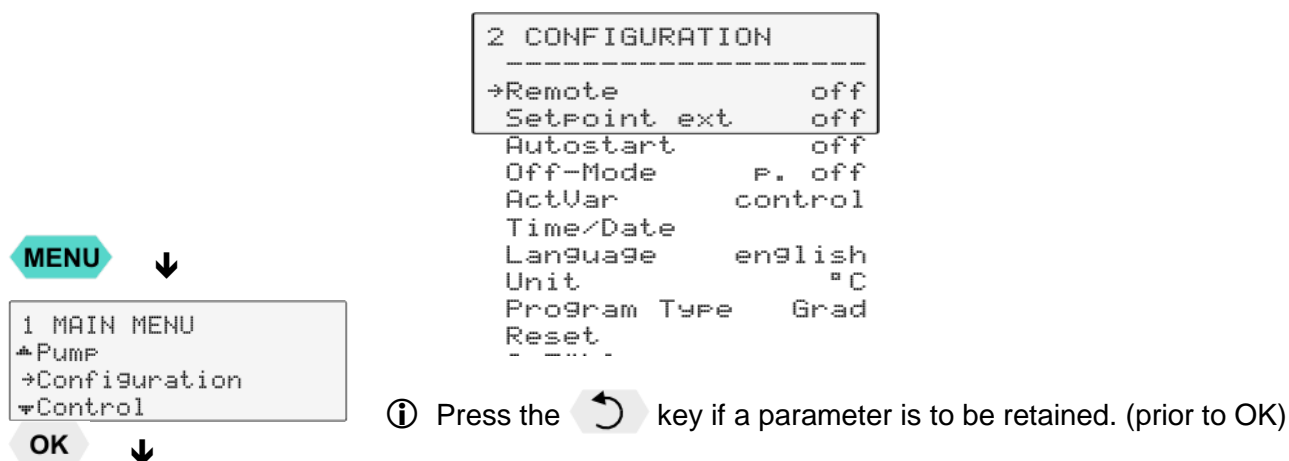 MENU
1 MAIN MENU
Pump
→Configuration
Control
OK
2 CONFIGURATION
--------------------
→Remote off
Setpoint ext off
Autostart off
Off-Mode p. off
ActVar control
Time/Date
Language english
Unit °C
Program Type Grad
Reset
Press the key if a parameter is to be retained. (prior to OK)